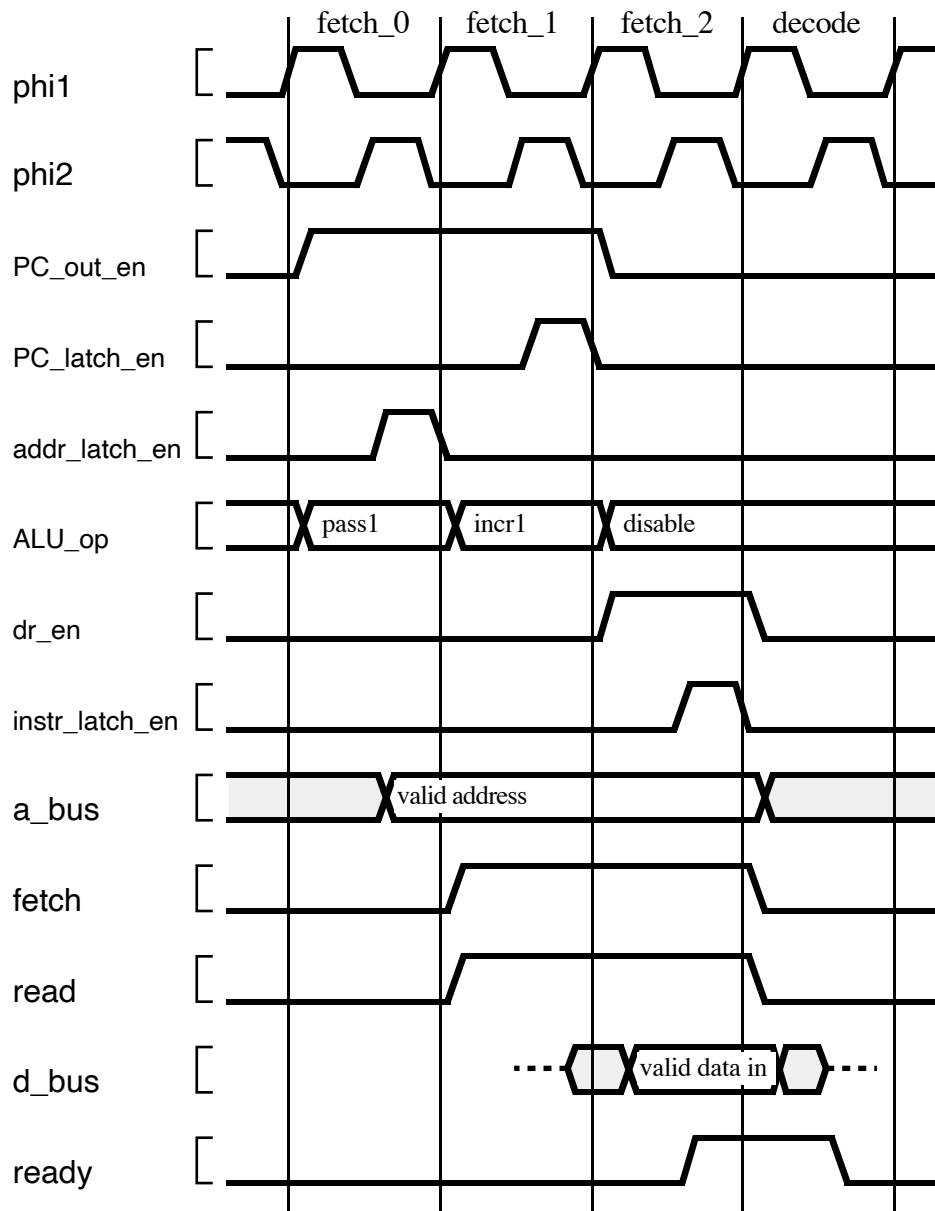 fetch_0 fetch_1 fetch_2 decode
phi1
phi2
PC_out_en
PC_latch_en
addr_latch_en
ALU_op pass1 incr1 disable
dr_en
instr_latch_en
a_bus valid address
fetch
read
d_bus valid data in
ready